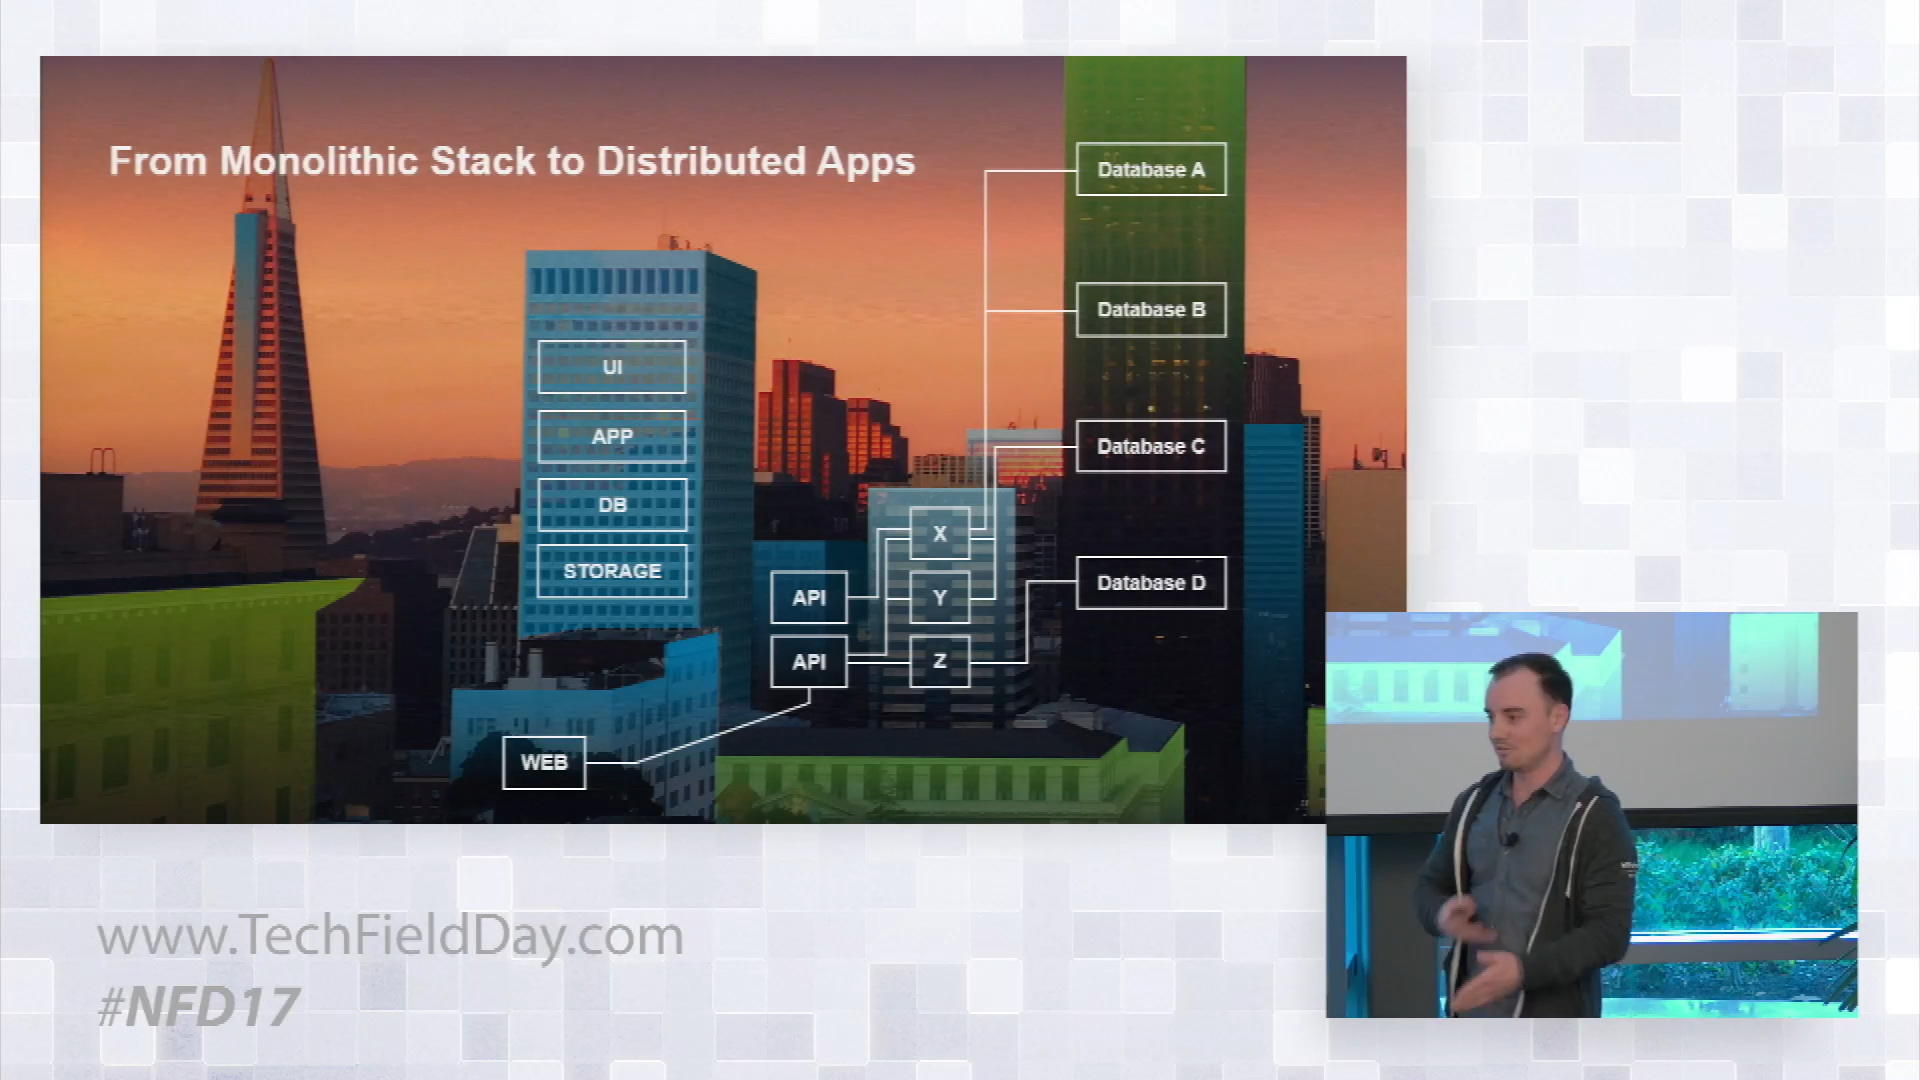 From Monolithic Stack to Distributed Apps
Database A
Database B
UI
APP
Database C
DB
X
STORAGE
API
Y
Database D
API
Z
WEB
www.TechFieldDay.com
#NFD17